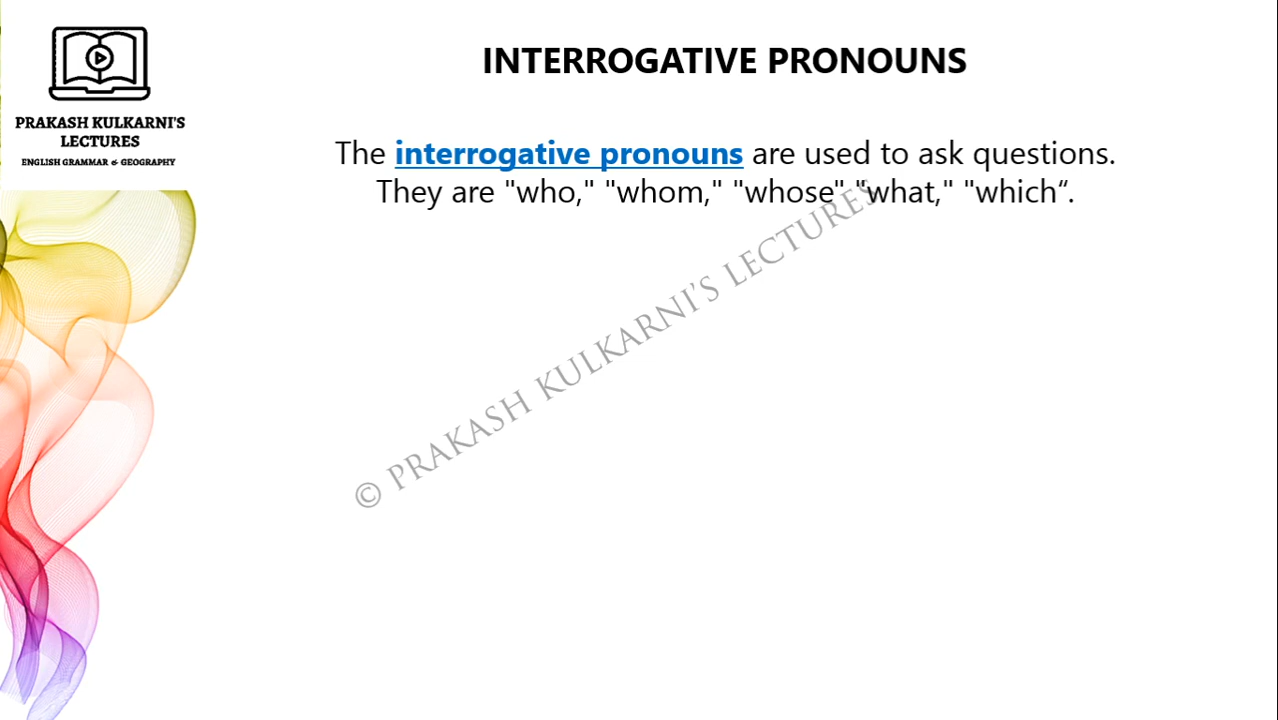 PRAKASH KULKARNI'S
LECTURES
ENGLISH GRAMMAR & GEOGRAPHY
INTERROGATIVE PRONOUNS
The interrogative pronouns are used to ask questions.
They are "who," "whom," "whose" "what," "which“.
© PRAKASH KULKARNI'S LECTURES